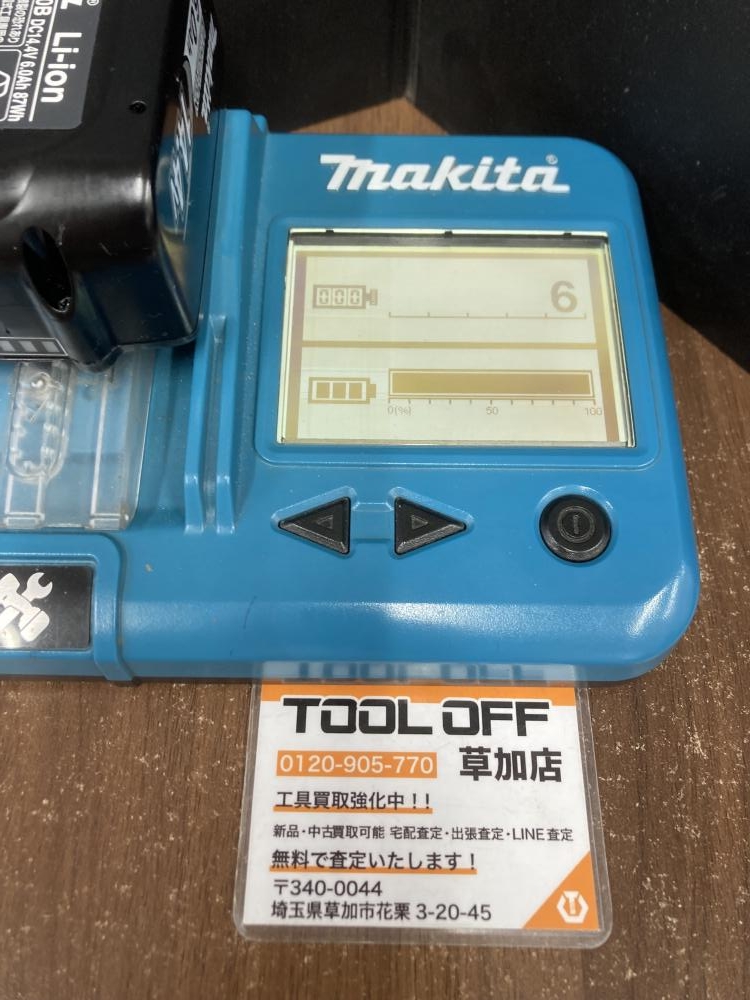 Li-ion
DC14.4V 6.0Ah 87Wh
makita®
6
0(%) 50 100
TOOL OFF
0120-905-770 草加店
工具買取強化中!!
新品・中古買取可能 宅配査定・出張査定・LINE査定
無料で査定いたします!
〒340-0044
埼玉県草加市花栗 3-20-45